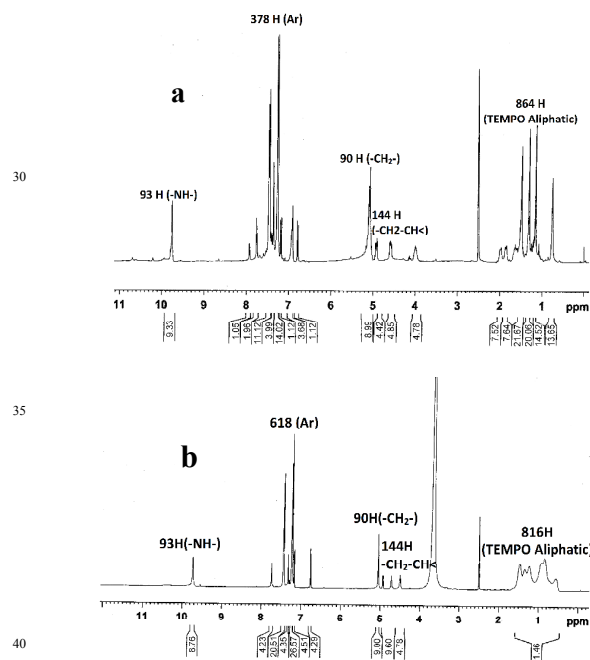 378 H (Ar)
a
864 H
(TEMPO Aliphatic)
30
90 H (-CH₂-)
93 H (-NH-)
144 H
(-CH2-CH<)
11 10 9 8 7 6 5 4 3 2 1 ppm
9.33 1.05 1.96 11.12 3.99 14.02 1.12 3.68 1.12 8.99 4.42 4.85 4.78 7.52 7.64 21.67 20.06 14.52 13.65
35
618 (Ar)
b
90H(-CH₂-)
93H(-NH-)
144H
-CH₂-CH<
816H
(TEMPO Aliphatic)
11 10 9 8 7 6 5 4 3 2 1 ppm
8.76 4.23 20.51 4.35 26.57 4.51 4.29 9.00 9.60 4.78 1.46
40